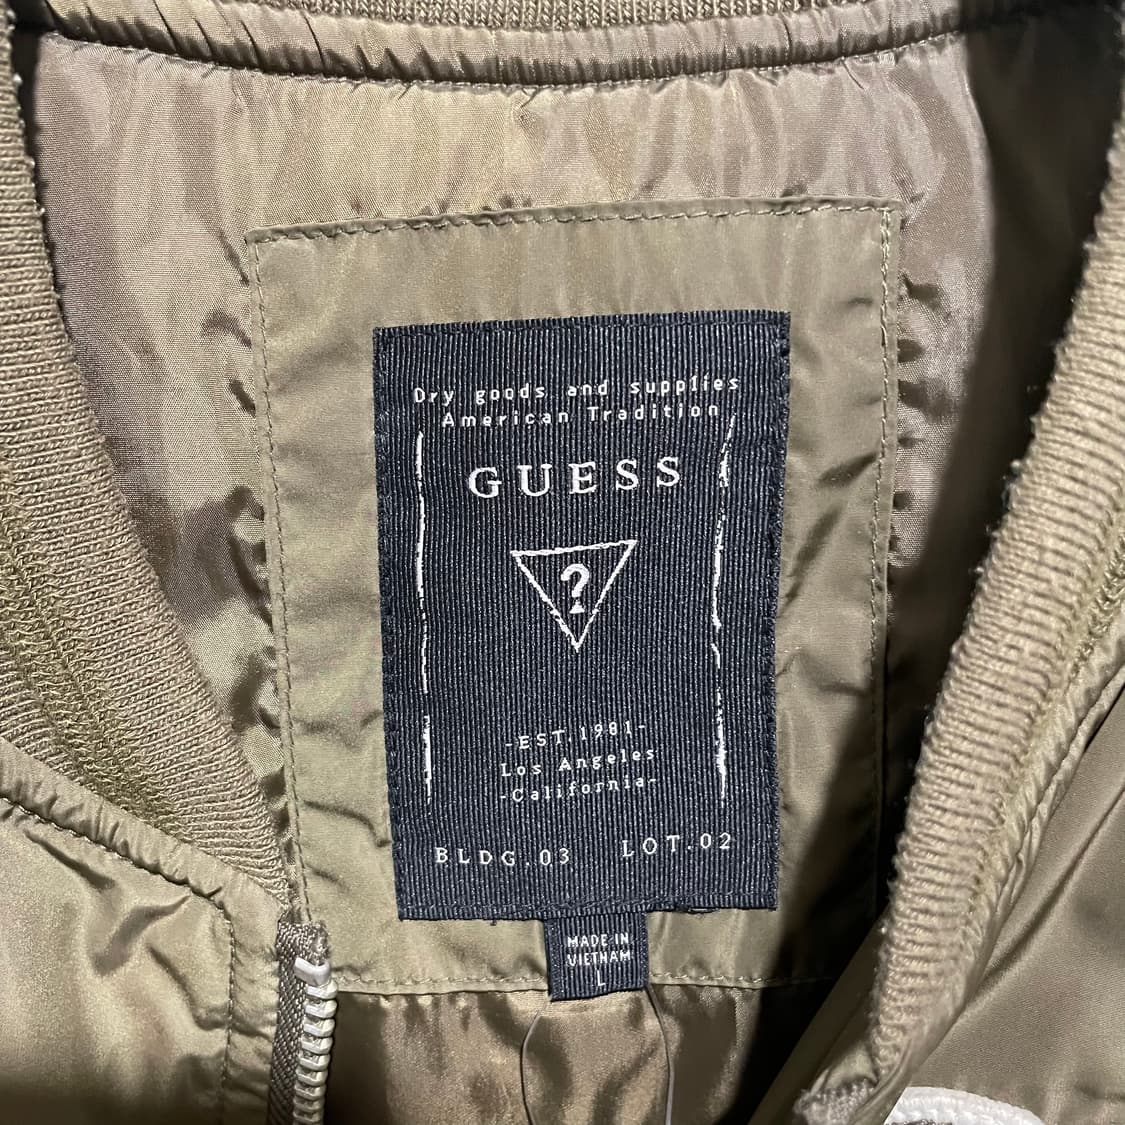 Dry goods and supplies
American Tradition
GUESS
?
-EST.1981-
Los Angeles
-California-
BLDG.03 LOT.02
MADE IN
VIETNAM
L